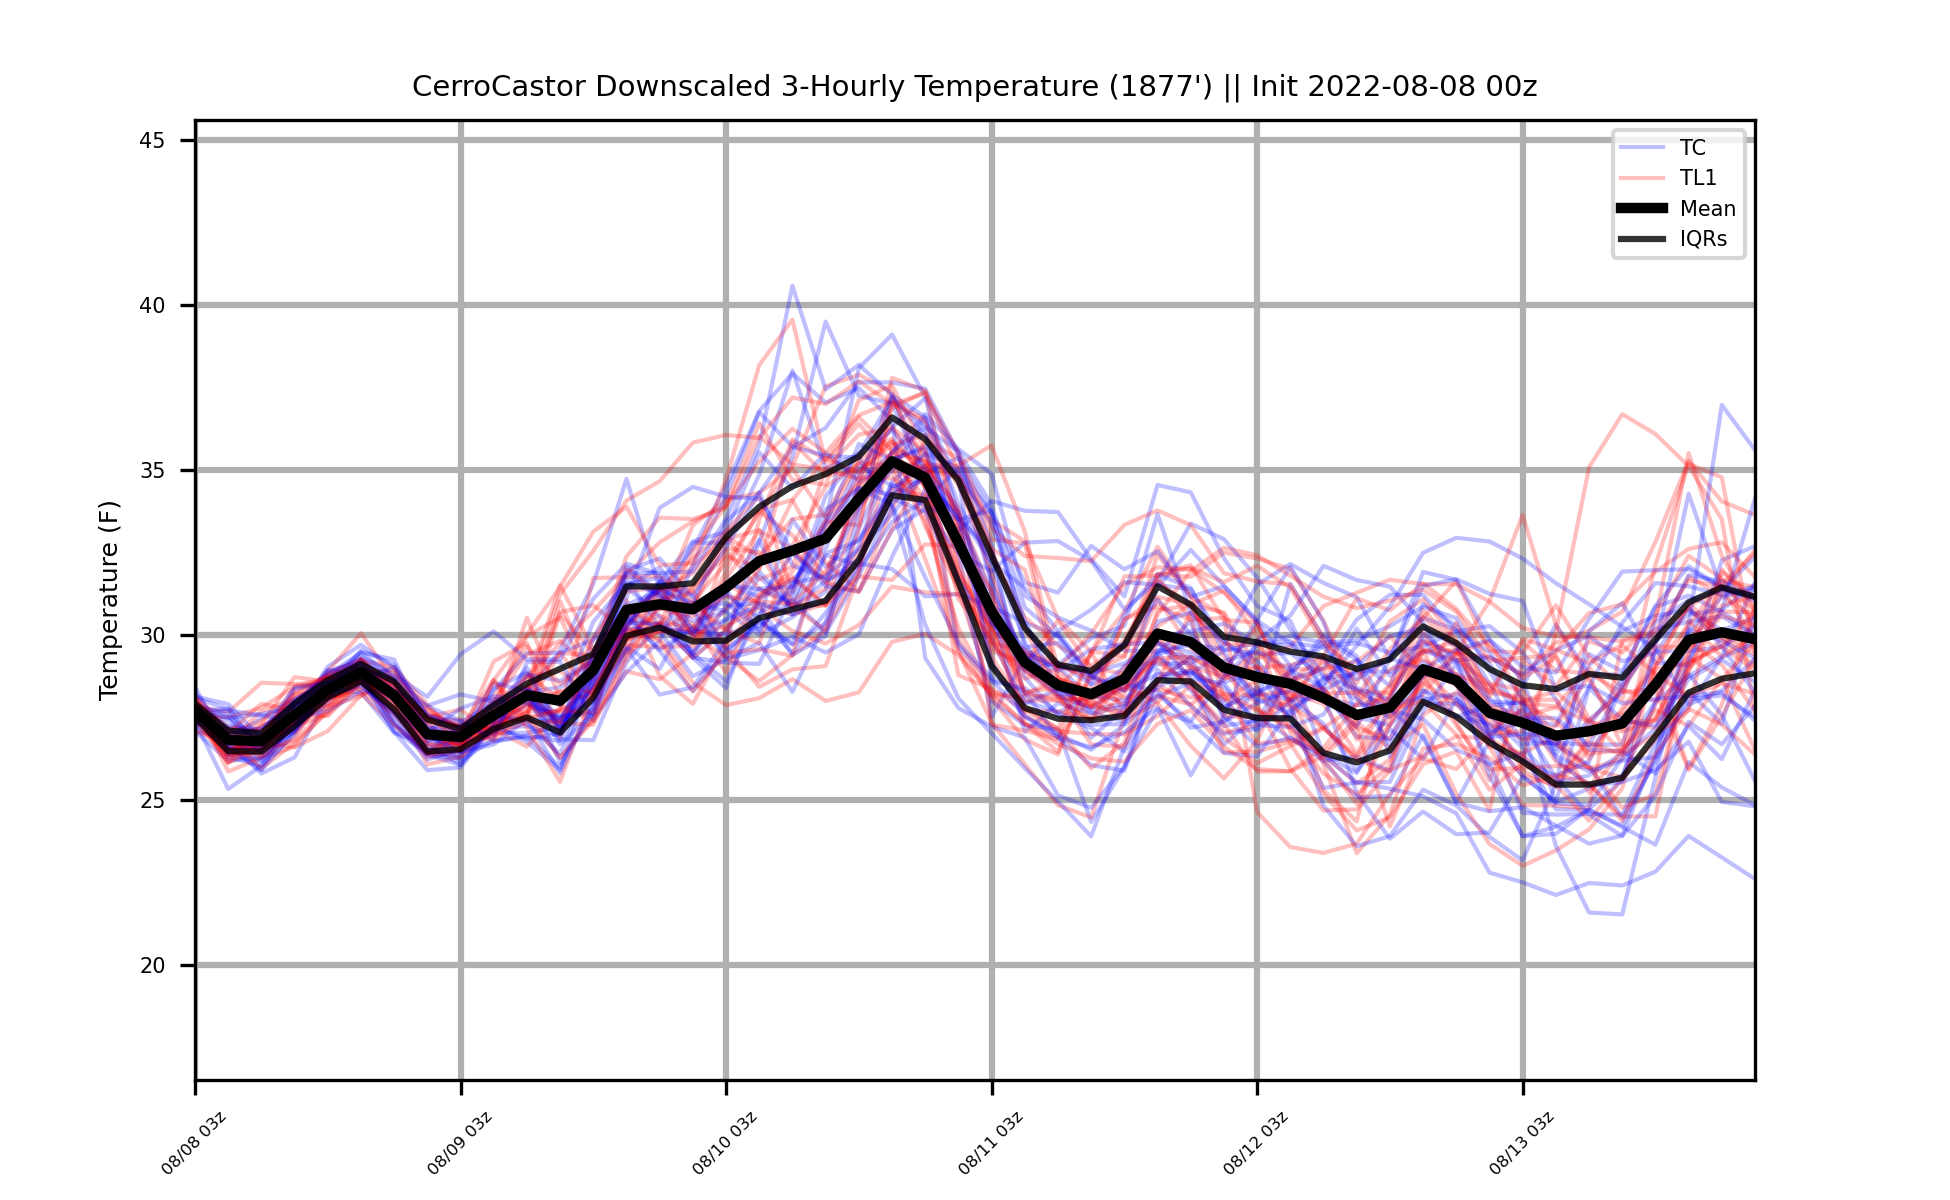 CerroCastor Downscaled 3-Hourly Temperature (1877') || Init 2022-08-08 00z
TC
TL1
Mean
IQRs
Temperature (F)
45
40
35
30
25
20
08/08 03z
08/09 03z
08/10 03z
08/11 03z
08/12 03z
08/13 03z